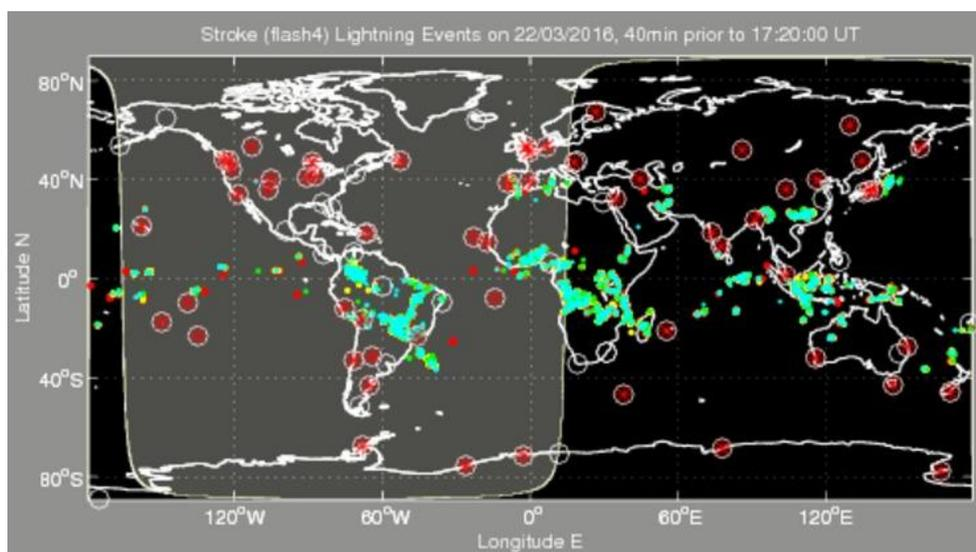 Stroke (flash4) Lightning Events on 22/03/2016, 40min prior to 17:20:00 UT
80°N
40°N
0°
40°S
80°S
Latitude N
120°W 60°W 0° 60°E 120°E
Longitude E